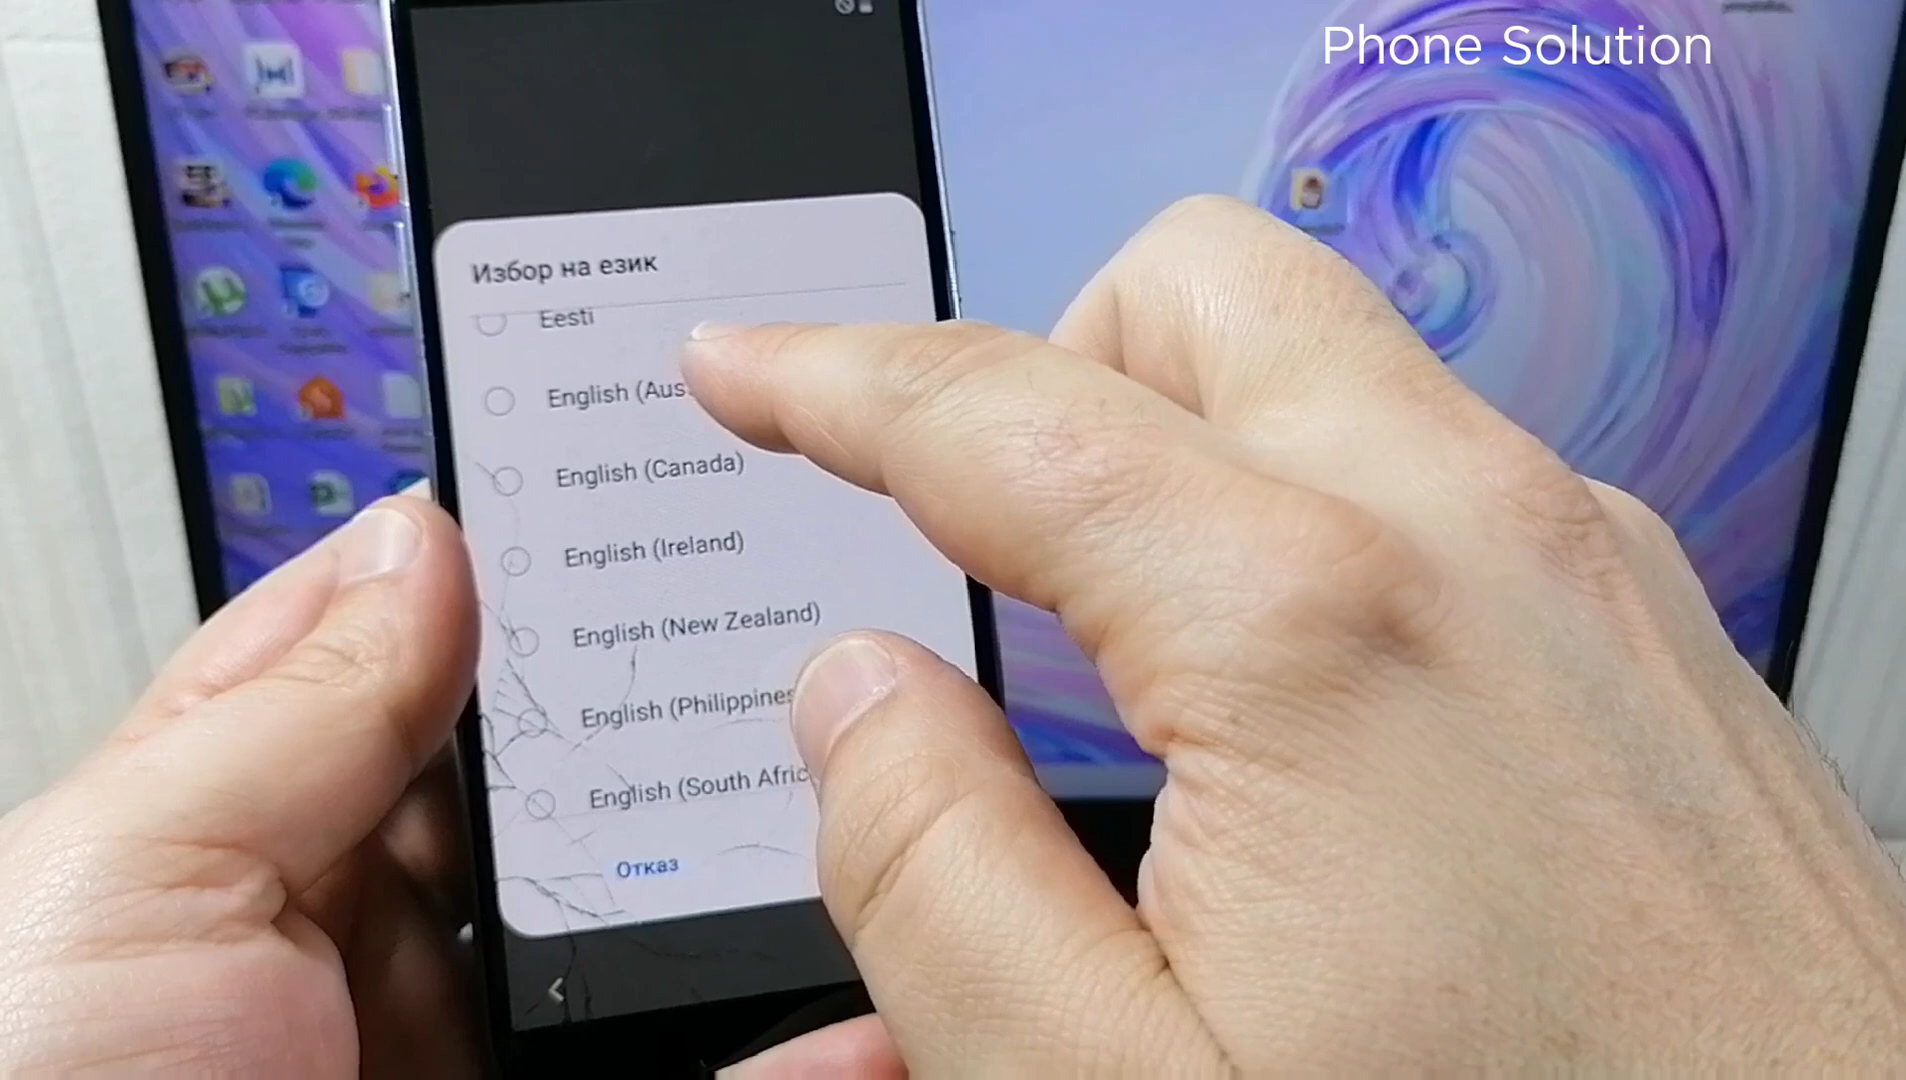 Phone Solution
Избор на език
Eesti
English (Aus
English (Canada)
English (Ireland)
English (New Zealand)
English (Philippines
English (South Afric
Отказ